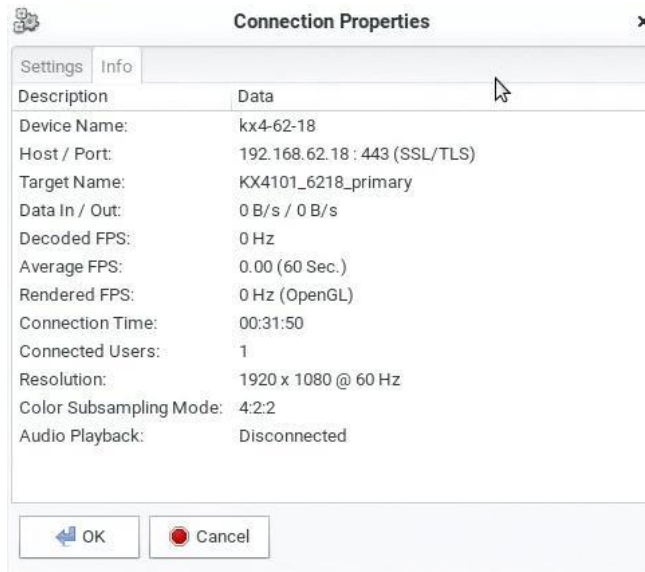 Connection Properties
Settings Info
Description Data
Device Name: kx4-62-18
Host / Port: 192.168.62.18 : 443 (SSL/TLS)
Target Name: KX4101_6218_primary
Data In / Out: 0 B/s / 0 B/s
Decoded FPS: 0 Hz
Average FPS: 0.00 (60 Sec.)
Rendered FPS: 0 Hz (OpenGL)
Connection Time: 00:31:50
Connected Users: 1
Resolution: 1920 x 1080 @ 60 Hz
Color Subsampling Mode: 4:2:2
Audio Playback: Disconnected
OK Cancel